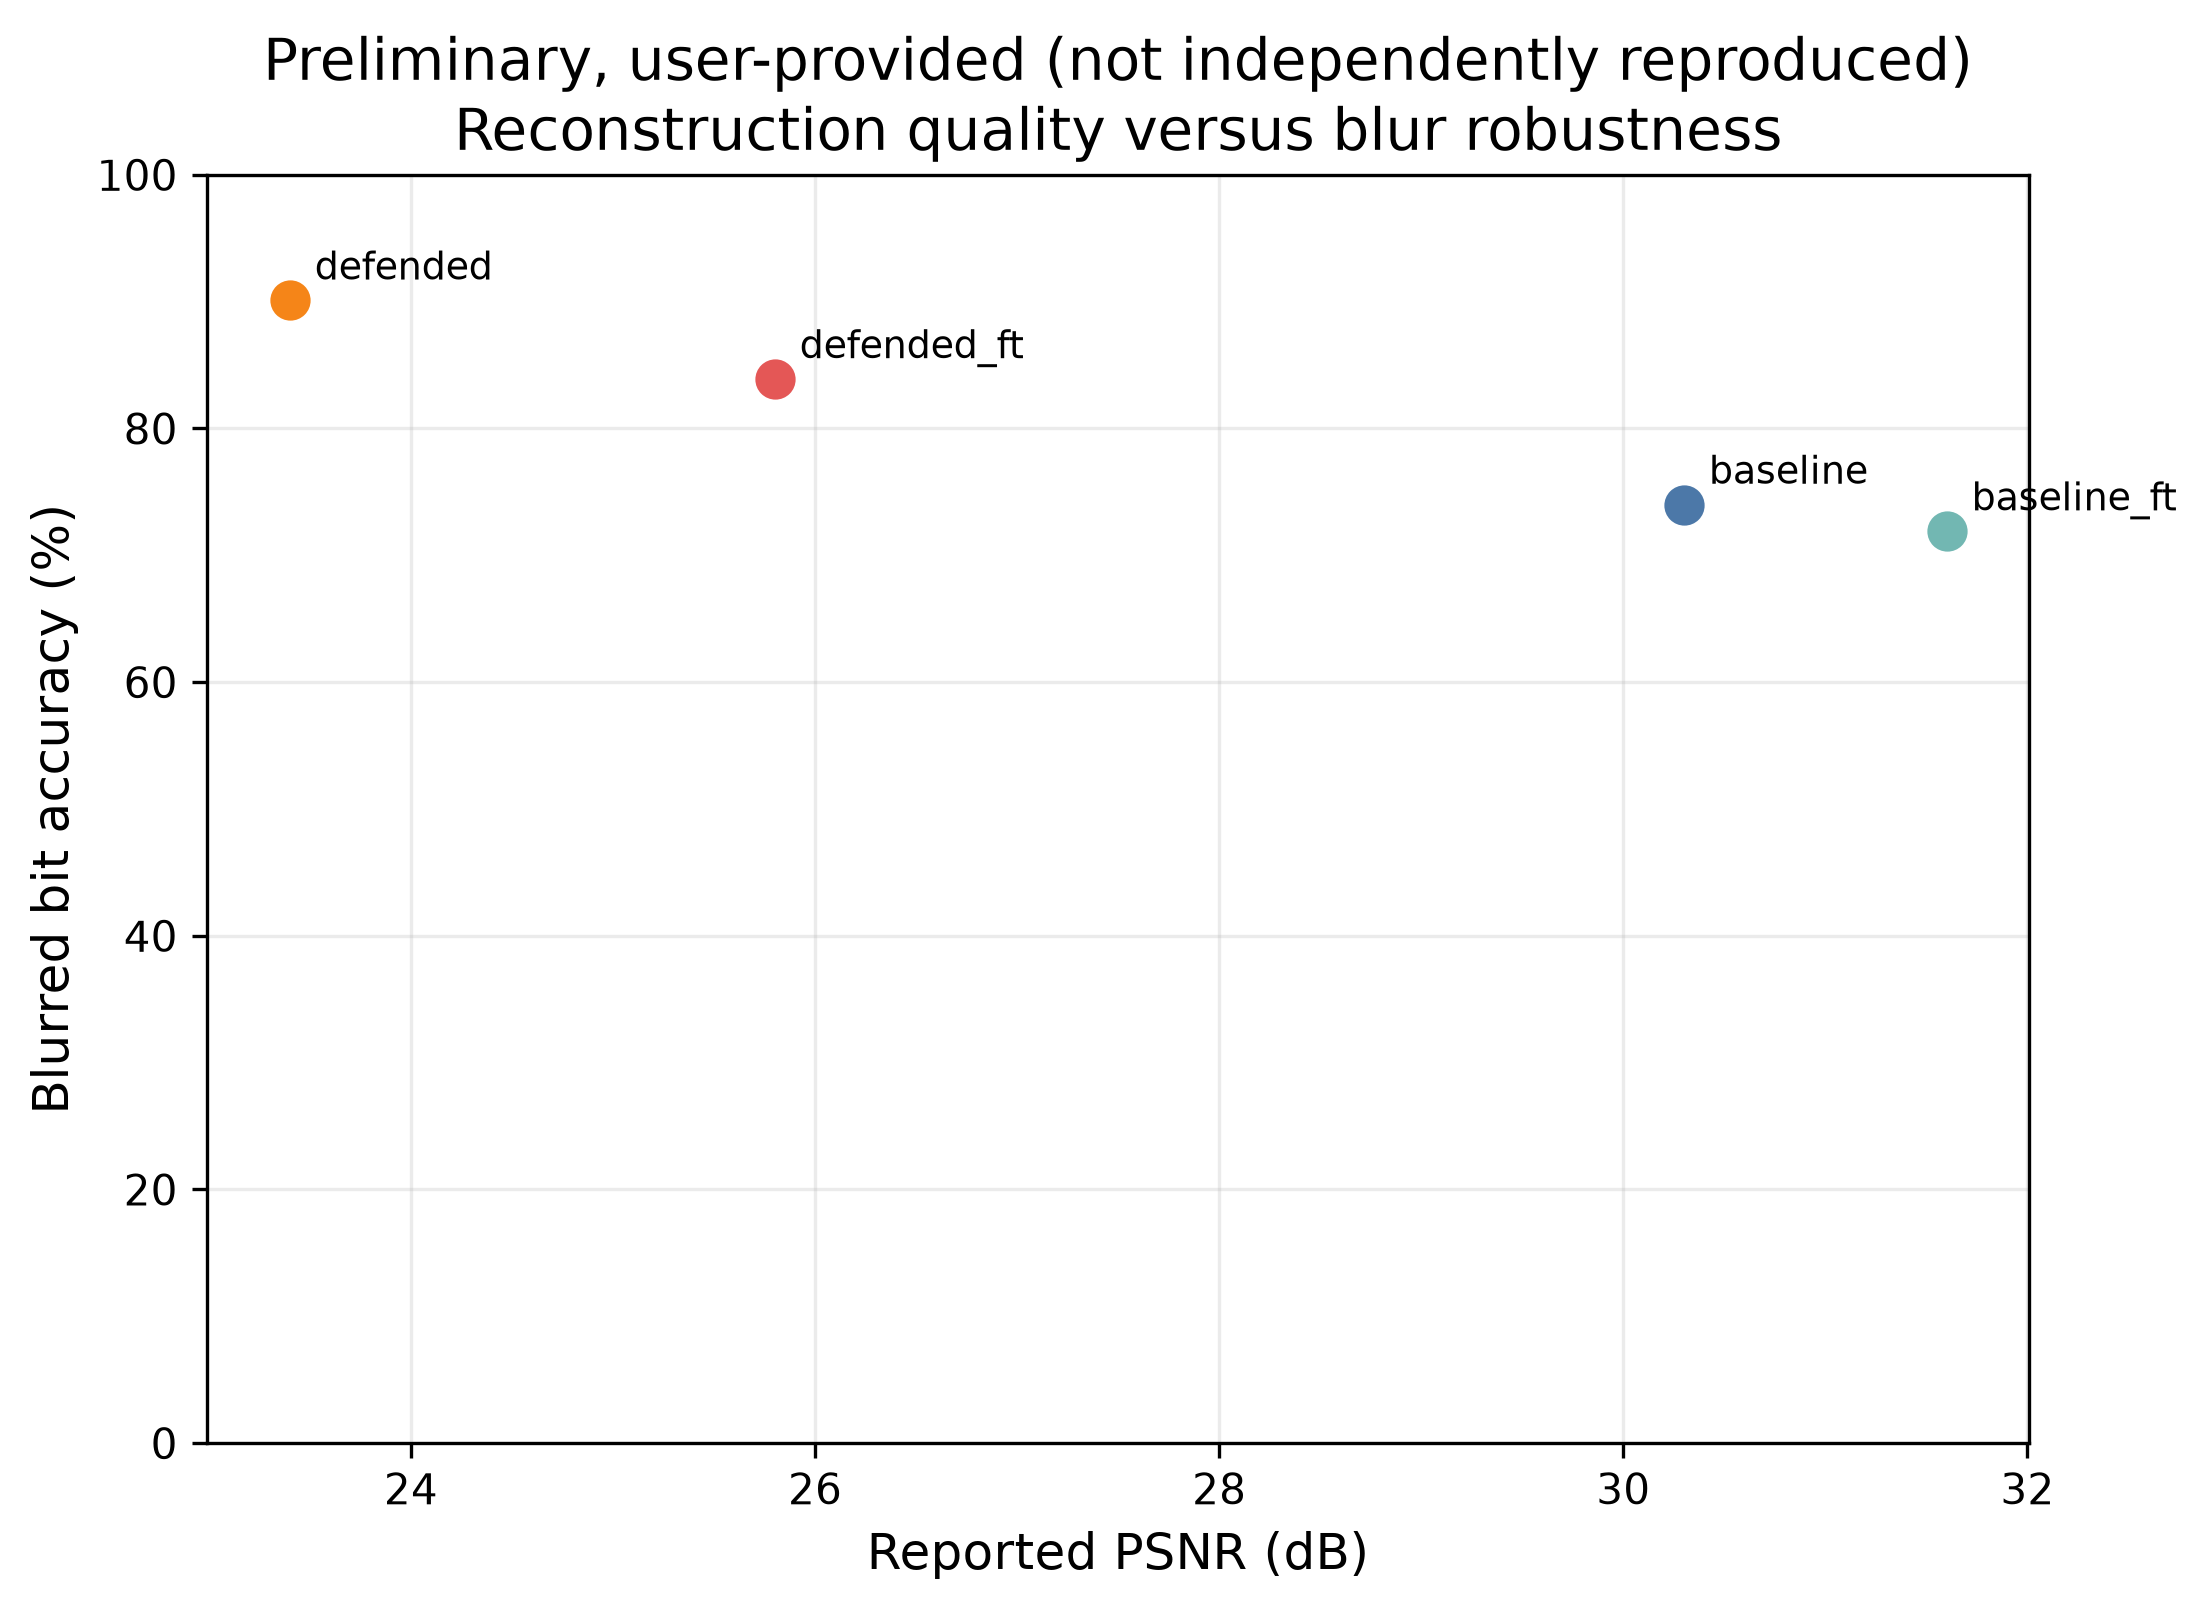 Preliminary, user-provided (not independently reproduced)
Reconstruction quality versus blur robustness
100
80
60
40
20
0
Blurred bit accuracy (%)
defended
defended_ft
baseline
baseline_ft
24
26
28
30
32
Reported PSNR (dB)